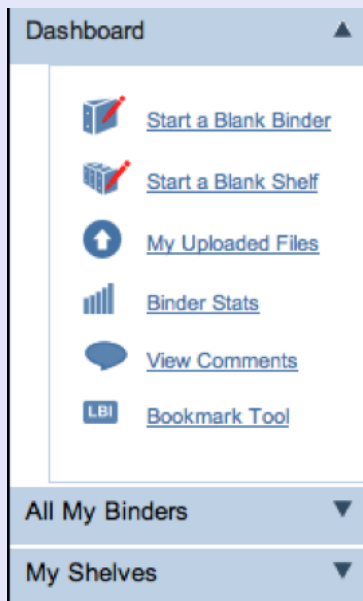 Dashboard
Start a Blank Binder
Start a Blank Shelf
My Uploaded Files
Binder Stats
View Comments
LBI Bookmark Tool
All My Binders
My Shelves